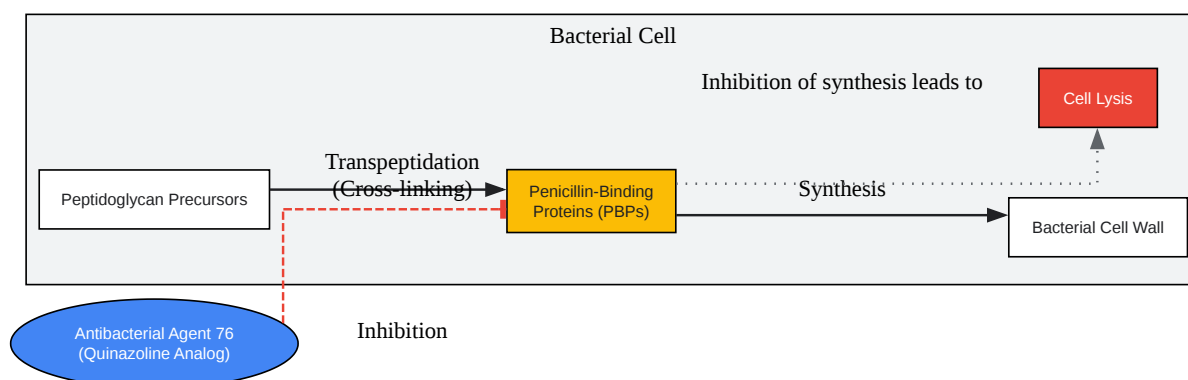 Bacterial Cell
Inhibition of synthesis leads to
Cell Lysis
Transpeptidation
(Cross-linking)
Peptidoglycan Precursors
Penicillin-Binding
Proteins (PBPs)
Synthesis
Bacterial Cell Wall
Antibacterial Agent 76
(Quinazoline Analog)
Inhibition